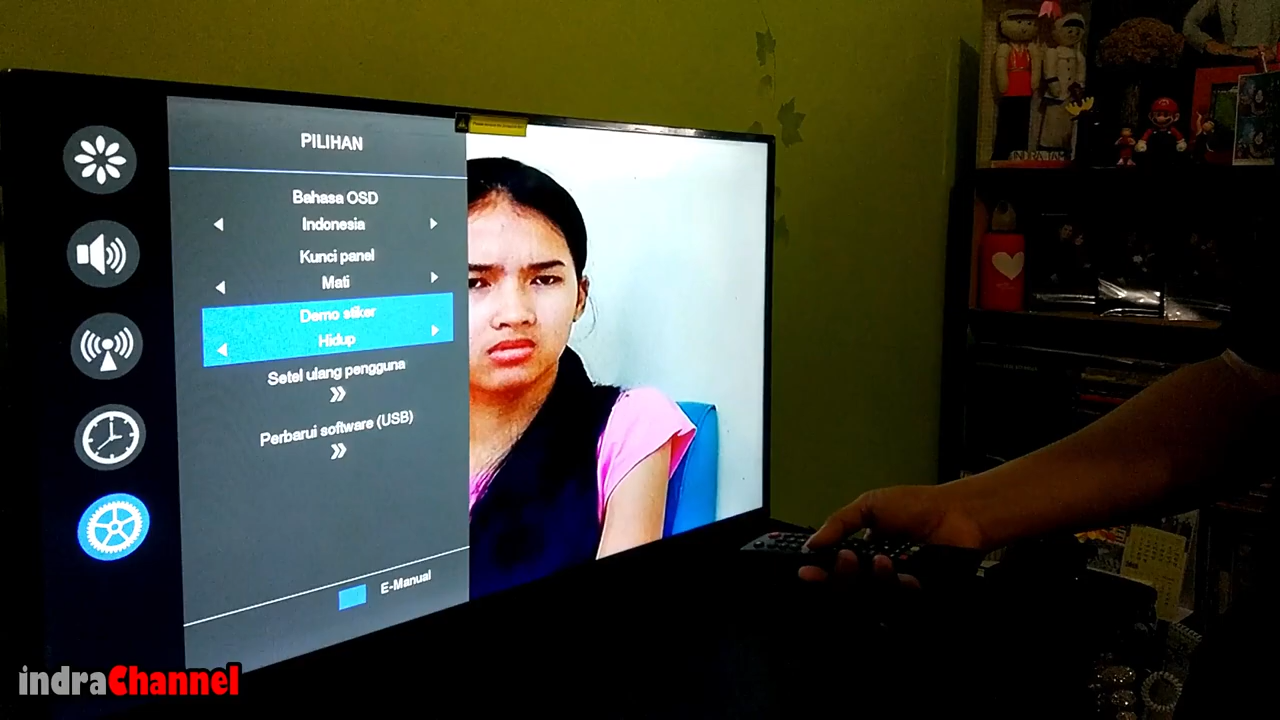 PILIHAN
Bahasa OSD
Indonesia
Kunci panel
Mati
Demo stiker
Hidup
Setel ulang pengguna
Perbarui software (USB)
E-Manual
indraChannel